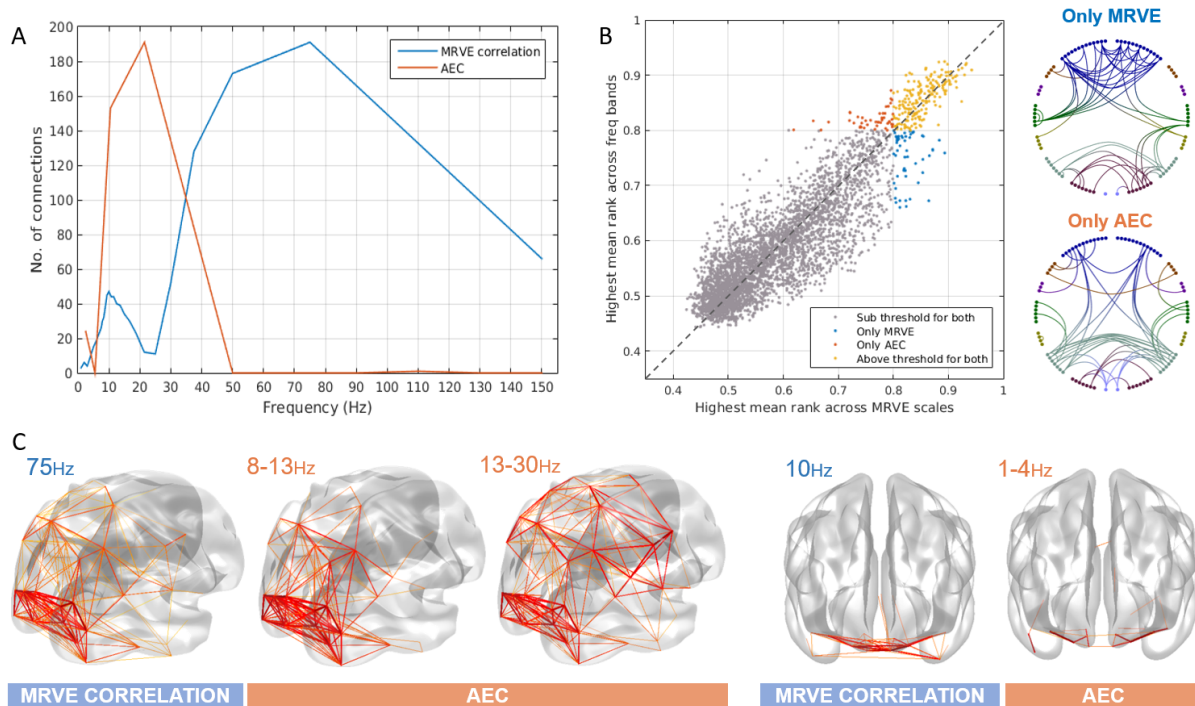 A
No. of connections
200
180
160
140
120
100
80
60
40
20
0
0 10 20 30 40 50 60 70 80 90 100 110 120 130 140 150
Frequency (Hz)
MRVE correlation
AEC
B
Highest mean rank across freq bands
1
0.9
0.8
0.7
0.6
0.5
0.4
0.4 0.5 0.6 0.7 0.8 0.9 1
Highest mean rank across MRVE scales
Sub threshold for both
Only MRVE
Only AEC
Above threshold for both
Only MRVE
Only AEC
C
75Hz
8-13Hz
13-30Hz
10Hz
1-4Hz
MRVE CORRELATION
AEC
MRVE CORRELATION
AEC